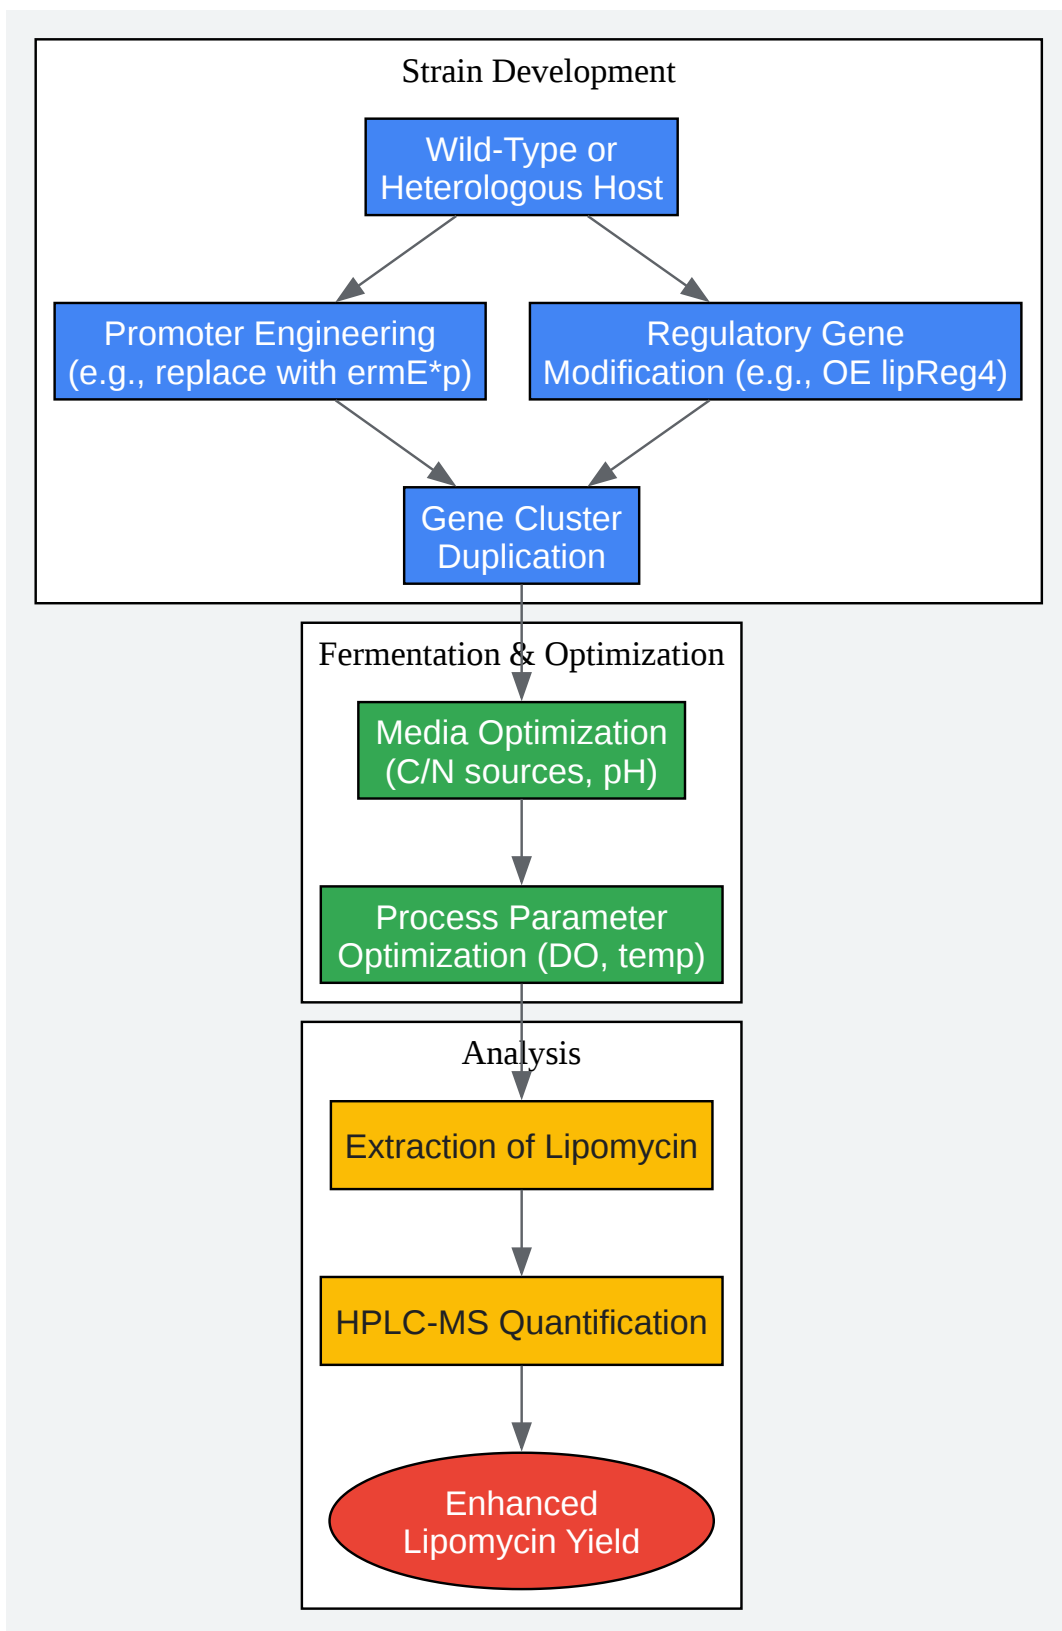 Strain Development
Wild-Type or
Heterologous Host
Promoter Engineering
(e.g., replace with ermE*p)
Regulatory Gene
Modification (e.g., OE lipReg4)
Gene Cluster
Duplication
Fermentation & Optimization
Media Optimization
(C/N sources, pH)
Process Parameter
Optimization (DO, temp)
Analysis
Extraction of Lipomycin
HPLC-MS Quantification
Enhanced
Lipomycin Yield